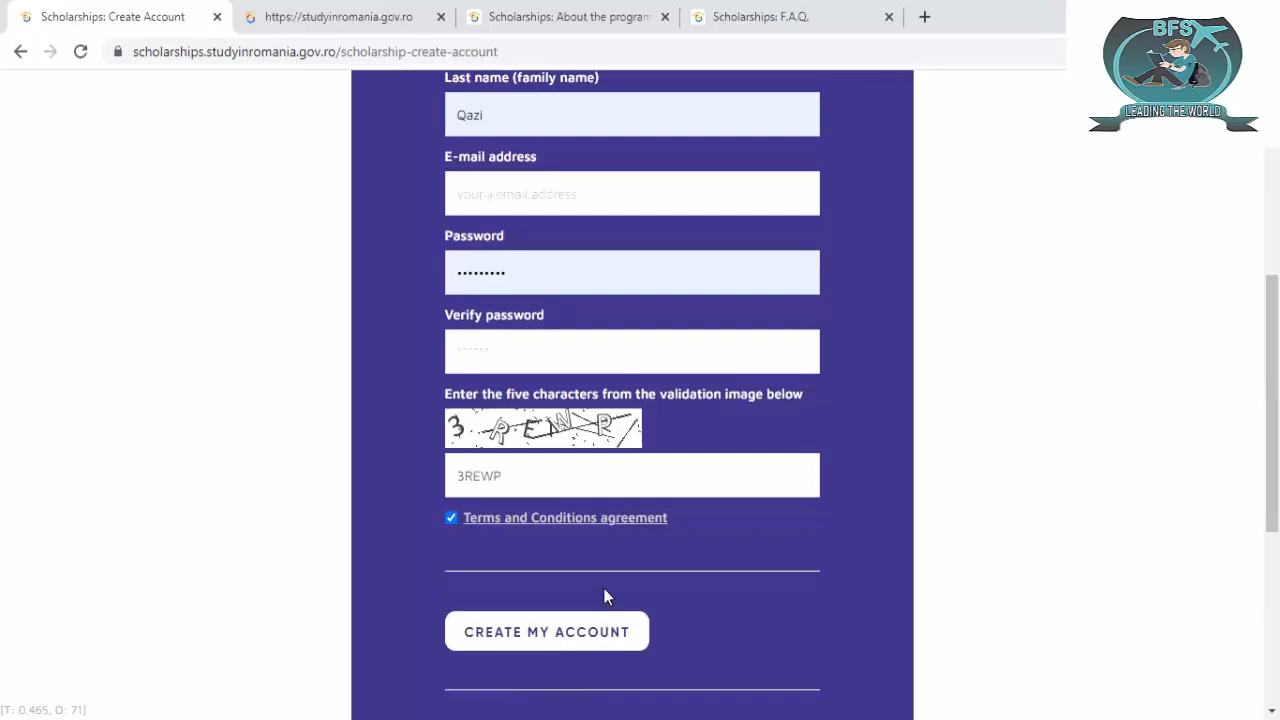 Scholarships: Create Account
https://studyinromania.gov.ro
Scholarships: About the program
Scholarships: F.A.Q.
scholarships.studyinromania.gov.ro/scholarship-create-account
BFS
LEADING THE WORLD
Last name (family name)
Qazi
E-mail address
your@email.address
Password
•••••••••
Verify password
Enter the five characters from the validation image below
3 R E W R
3REWP
Terms and Conditions agreement
CREATE MY ACCOUNT
[T: 0.465, O: 71]